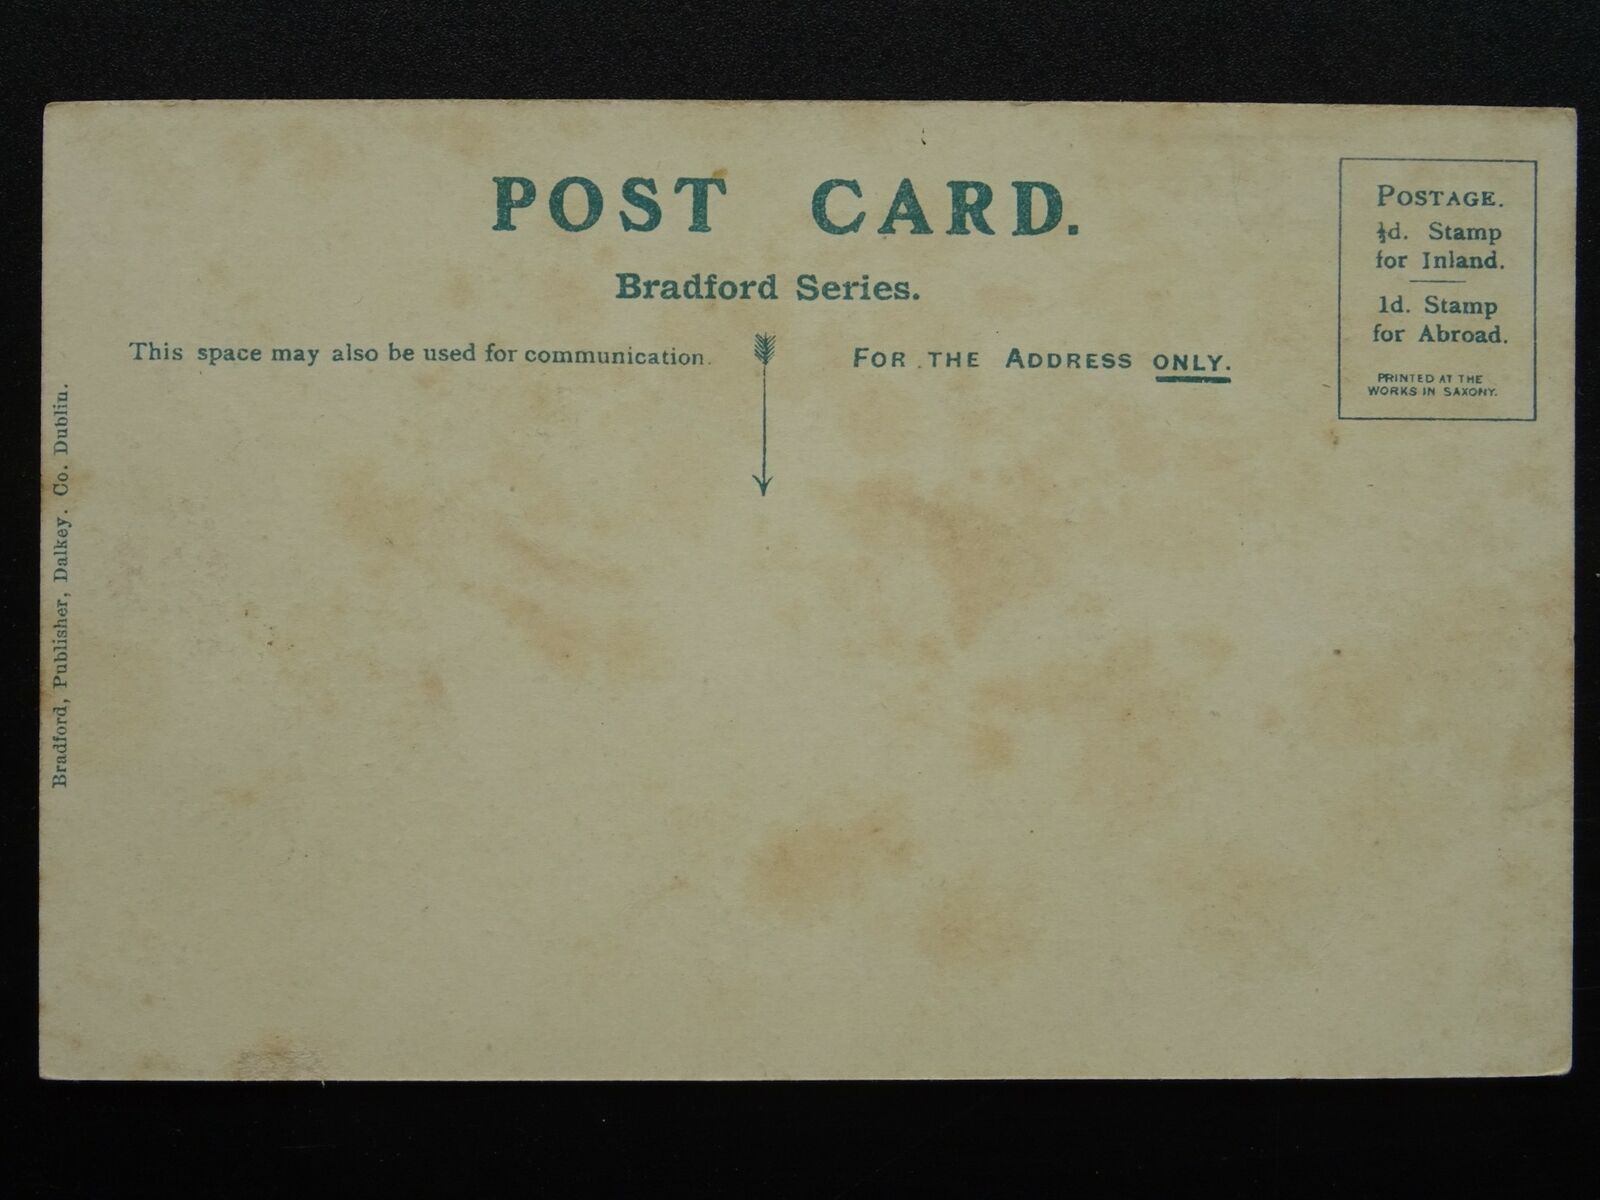 POST CARD.
Bradford Series.
This space may also be used for communication.
FOR THE ADDRESS ONLY.
POSTAGE.
½d. Stamp
for Inland.
1d. Stamp
for Abroad.
PRINTED AT THE
WORKS IN SAXONY.
Bradford, Publisher, Dalkey. Co. Dublin.